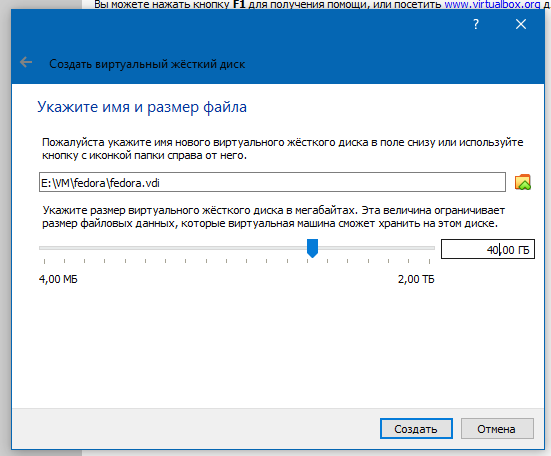 Вы можете нажать кнопку F1 для получения помощи, или посетить www.virtualbox.org д
?
Создать виртуальный жёсткий диск
Укажите имя и размер файла
Пожалуйста укажите имя нового виртуального жёсткого диска в поле снизу или используйте
кнопку с иконкой папки справа от него.
E:\VM\fedora\fedora.vdi
Укажите размер виртуального жёсткого диска в мегабайтах. Эта величина ограничивает
размер файловых данных, которые виртуальная машина сможет хранить на этом диске.
40,00 ГБ
4,00 МБ 2,00 ТБ
Создать Отмена